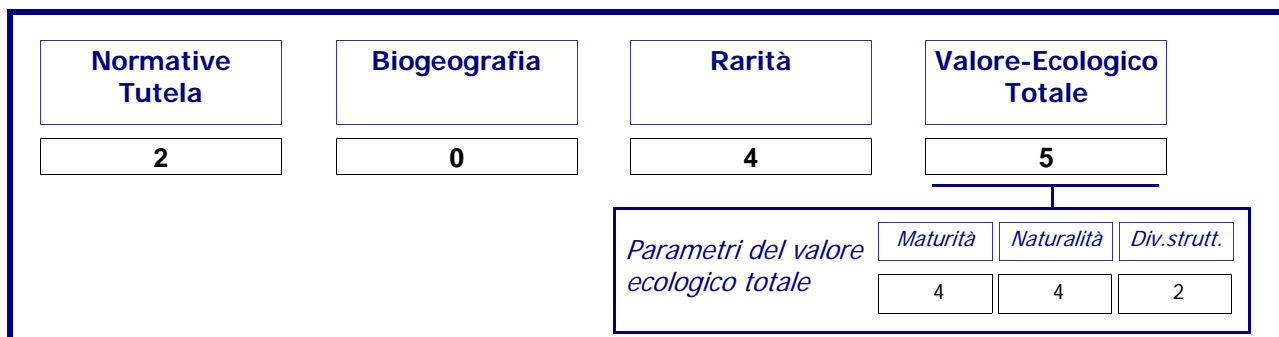 Normative
Tutela
Biogeografia
Rarità
Valore-Ecologico
Totale
2
0
4
5
Parametri del valore
ecologico totale
Maturità
Naturalità
Div.strutt.
4
4
2